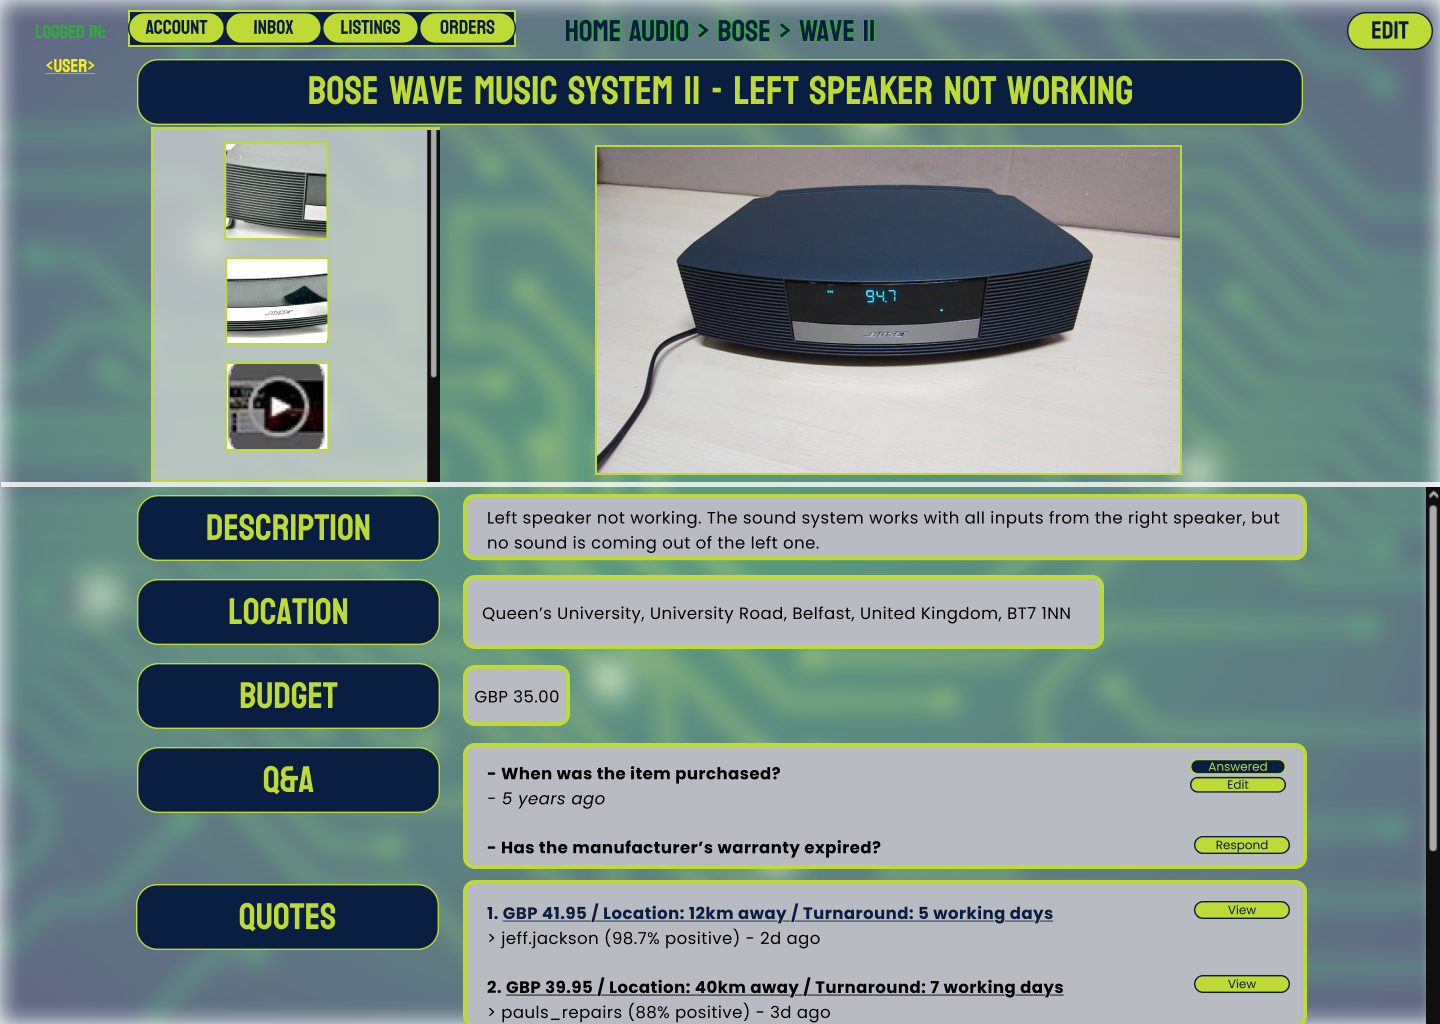 LOGGED IN:
<USER>
ACCOUNT
INBOX
LISTINGS
ORDERS
HOME AUDIO > BOSE > WAVE II
EDIT
BOSE WAVE MUSIC SYSTEM II - LEFT SPEAKER NOT WORKING
94.7
BOSE
BOSE
DESCRIPTION
Left speaker not working. The sound system works with all inputs from the right speaker, but
no sound is coming out of the left one.
LOCATION
Queen’s University, University Road, Belfast, United Kingdom, BT7 1NN
BUDGET
GBP 35.00
Q&A
- When was the item purchased?
Answered
Edit
- 5 years ago
- Has the manufacturer’s warranty expired?
Respond
QUOTES
1. GBP 41.95 / Location: 12km away / Turnaround: 5 working days
View
> jeff.jackson (98.7% positive) - 2d ago
2. GBP 39.95 / Location: 40km away / Turnaround: 7 working days
View
> pauls_repairs (88% positive) - 3d ago